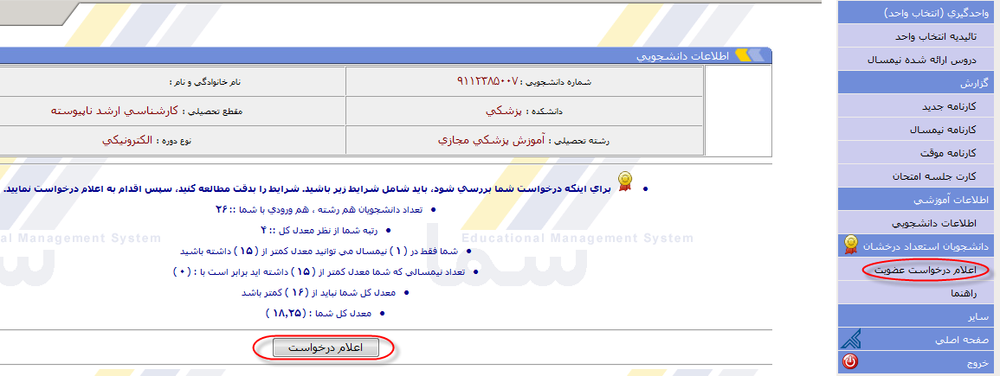 واحدگيري (انتخاب واحد)
تائيديه انتخاب واحد
دروس ارائه شده نيمسال
گزارش
كارنامه جديد
كارنامه نيمسال
كارنامه موقت
كارت جلسه امتحان
اطلاعات آموزشي
اطلاعات دانشجويي
دانشجويان استعداد درخشان
اعلام درخواست عضويت
راهنما
ساير
صفحه اصلي
خروج
اطلاعات دانشجويي
شماره دانشجويي : ۹۱۱۲۳۸۵۰۰۷ نام خانوادگي و نام :
دانشكده : پزشكي مقطع تحصيلي : كارشناسي ارشد ناپيوسته
رشته تحصيلي : آموزش پزشكي مجازي نوع دوره : الكترونيكي
براي اينكه درخواست شما بررسي شود، بايد شامل شرايط زير باشيد. شرايط را بدقت مطالعه كنيد، سپس اقدام به اعلام درخواست نماييد.
تعداد دانشجويان هم رشته ، هم ورودي با شما :: ۲۶
رتبه شما از نظر معدل كل :: ۴
شما فقط در ( ۱ ) نيمسال مي توانيد معدل كمتر از ( ۱۵ ) داشته باشيد
تعداد نيمسالي كه شما معدل كمتر از ( ۱۵ ) داشته ايد برابر است با : ( ۰ )
معدل كل شما نبايد از ( ۱۶ ) كمتر باشد
معدل كل شما : ( ۱۸,۲۵ )
اعلام درخواست
Educational Management System
سما
al Management System